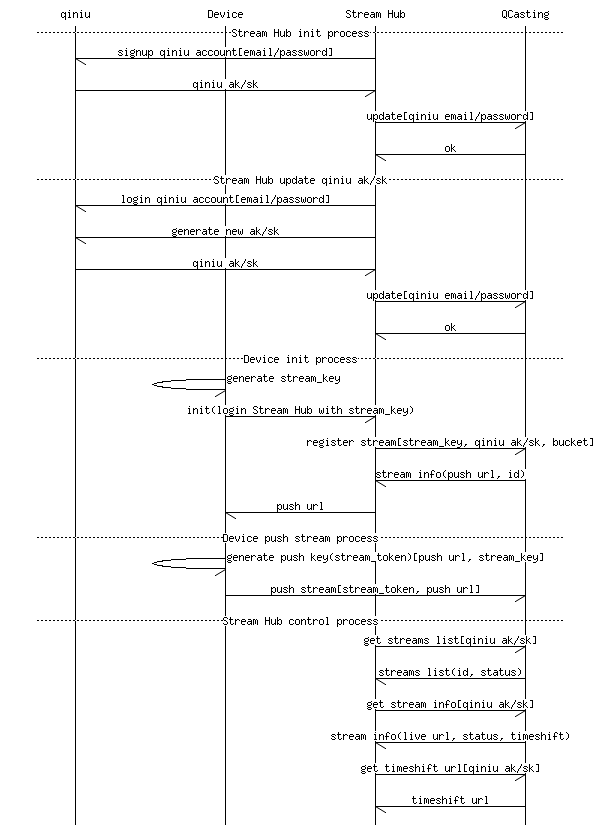 qiniu Device Stream Hub QCasting
Stream Hub init process
signup qiniu account[email/password]
qiniu ak/sk
update[qiniu email/password]
ok
Stream Hub update qiniu ak/sk
login qiniu account[email/password]
generate new ak/sk
qiniu ak/sk
update[qiniu email/password]
ok
Device init process
generate stream_key
init(login Stream Hub with stream_key)
register stream[stream_key, qiniu ak/sk, bucket]
stream info(push url, id)
push url
Device push stream process
generate push key(stream_token)[push url, stream_key]
push stream[stream_token, push url]
Stream Hub control process
get streams list[qiniu ak/sk]
streams list(id, status)
get stream info[qiniu ak/sk]
stream info(live url, status, timeshift)
get timeshift url[qiniu ak/sk]
timeshift url